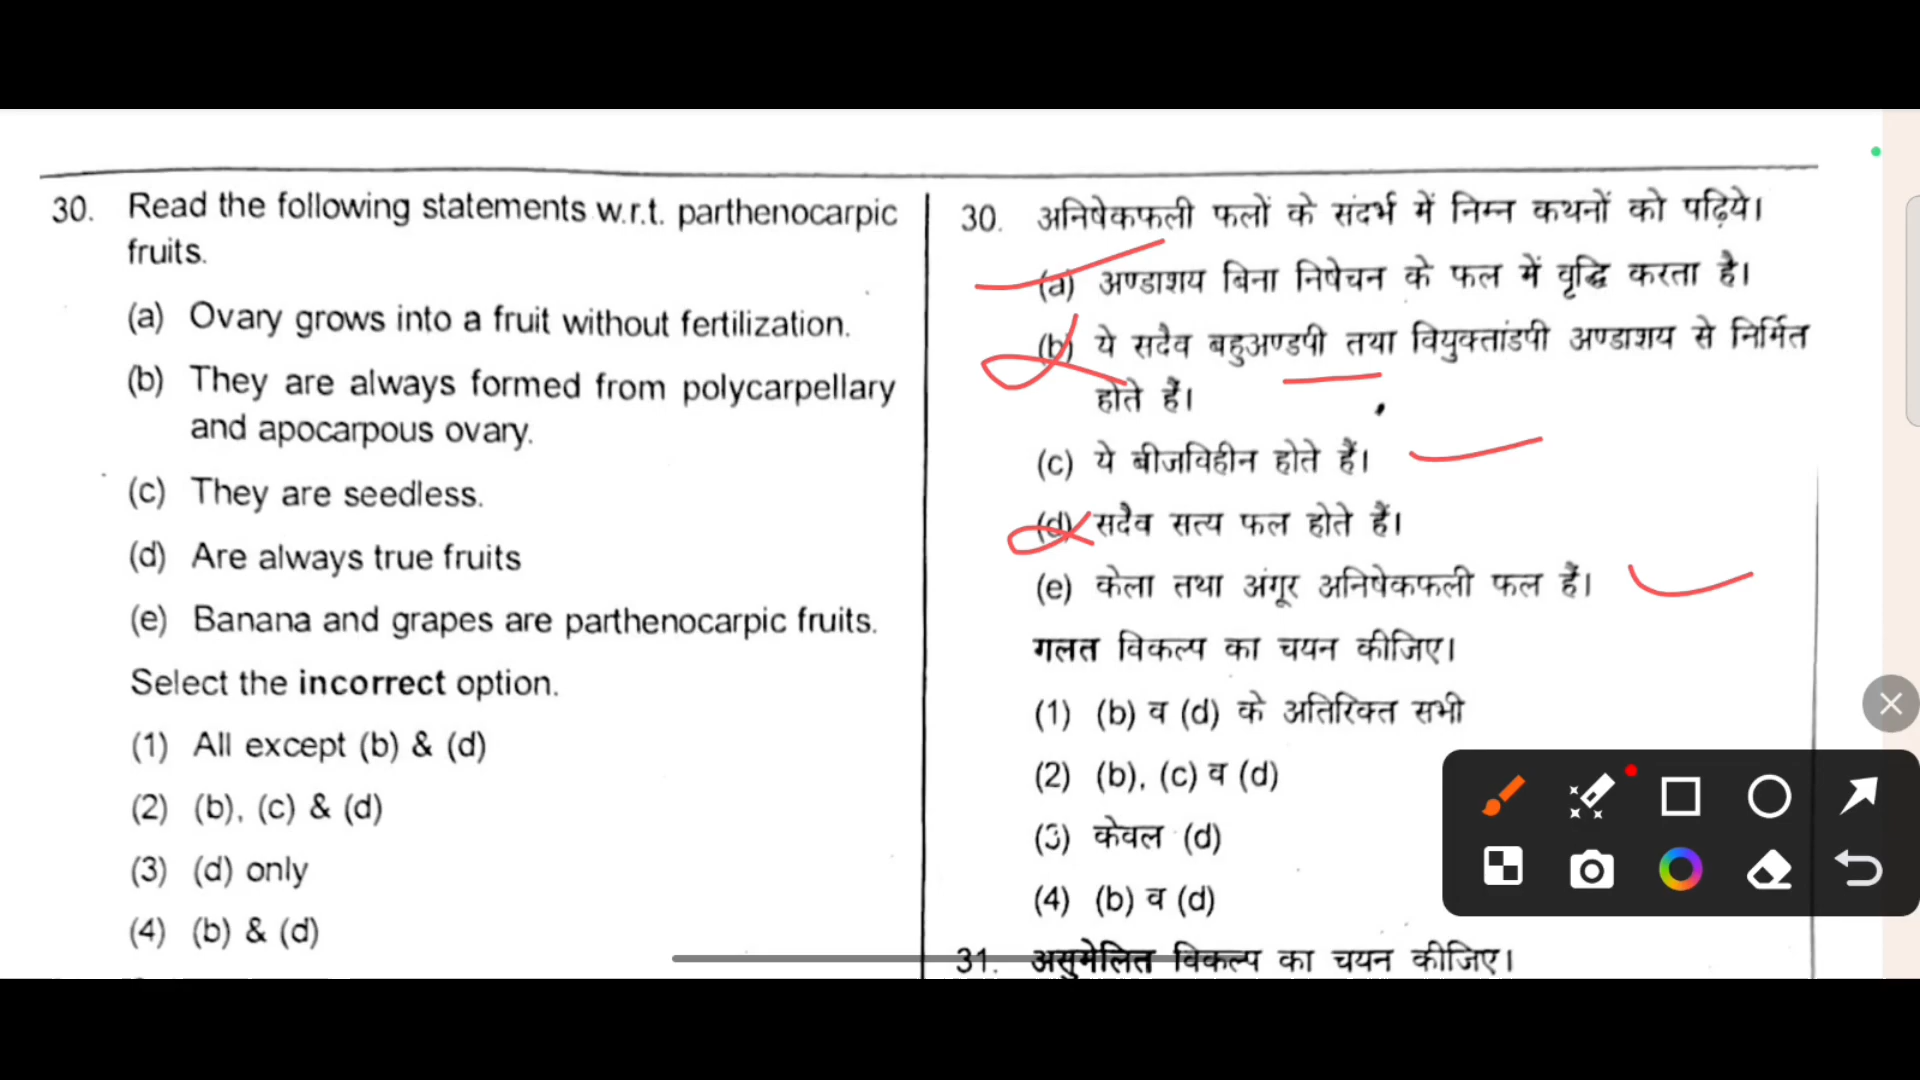 30. Read the following statements w.r.t. parthenocarpic
fruits.
(a) Ovary grows into a fruit without fertilization.
(b) They are always formed from polycarpellary
and apocarpous ovary.
(c) They are seedless.
(d) Are always true fruits
(e) Banana and grapes are parthenocarpic fruits.
Select the incorrect option.
(1) All except (b) & (d)
(2) (b), (c) & (d)
(3) (d) only
(4) (b) & (d)
30. अनिषेकफली फलों के संदर्भ में निम्न कथनों को पढ़िये।
(a) अण्डाशय बिना निषेचन के फल में वृद्धि करता है।
(b) ये सदैव बहुअण्डपी तथा वियुक्तांडपी अण्डाशय से निर्मित
होते हैं।
(c) ये बीजविहीन होते हैं।
(d) सदैव सत्य फल होते हैं।
(e) केला तथा अंगूर अनिषेकफली फल हैं।
गलत विकल्प का चयन कीजिए।
(1) (b) व (d) के अतिरिक्त सभी
(2) (b), (c) व (d)
(3) केवल (d)
(4) (b) व (d)
31. असुमेलित विकल्प का चयन कीजिए।